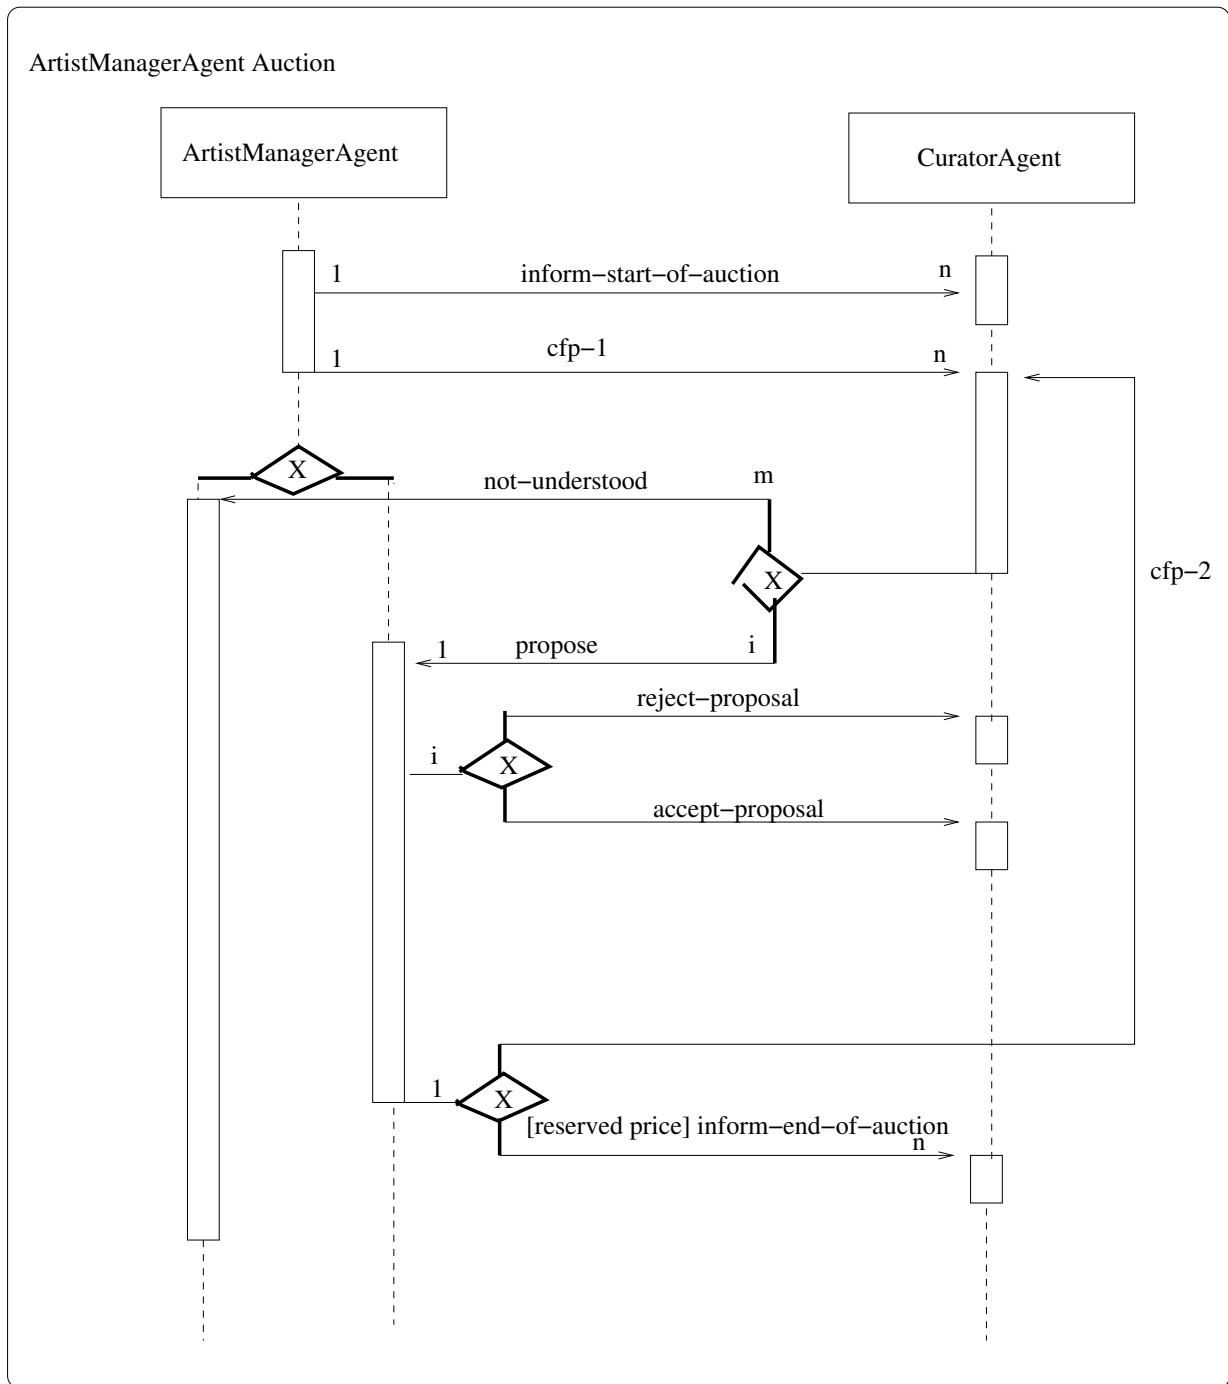 ArtistManagerAgent Auction
ArtistManagerAgent
CuratorAgent
1 inform−start−of−auction n
1 cfp−1 n
X
not−understood m
X
cfp−2
1 propose i
reject−proposal
i X
accept−proposal
1 X
[reserved price] inform−end−of−auction
n